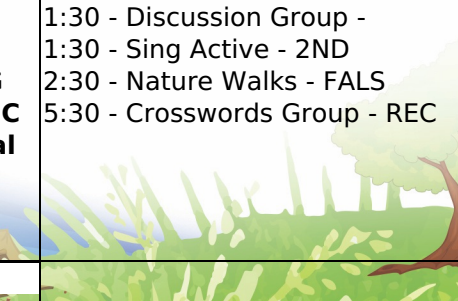 1:30 - Discussion Group -
1:30 - Sing Active - 2ND
2:30 - Nature Walks - FALS
5:30 - Crosswords Group - REC
C
al